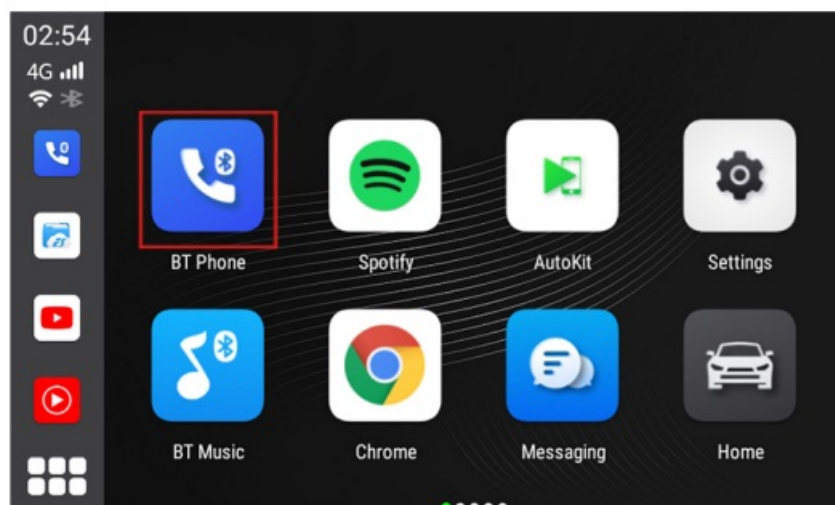 02:54
4G
BT Phone
Spotify
AutoKit
Settings
BT Music
Chrome
Messaging
Home